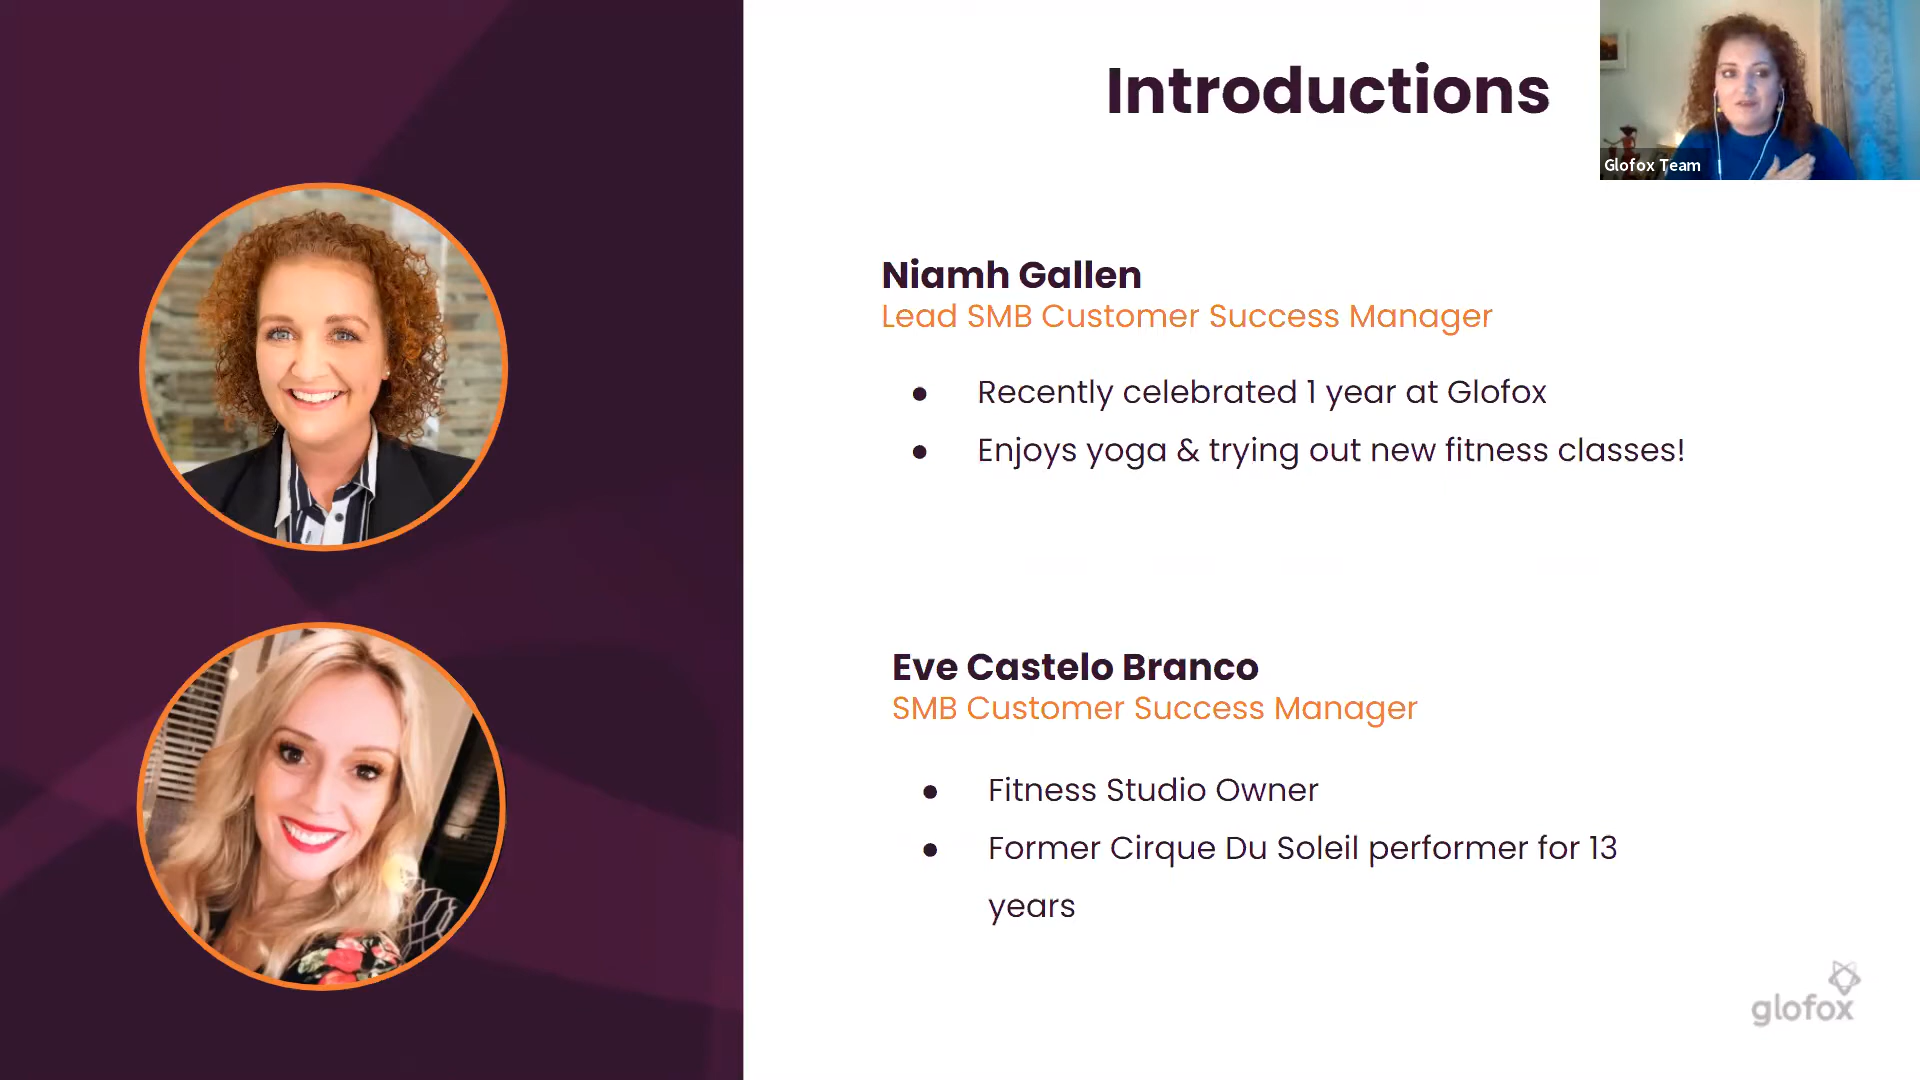 Introductions
Glofox Team
Niamh Gallen
Lead SMB Customer Success Manager
● Recently celebrated 1 year at Glofox
● Enjoys yoga & trying out new fitness classes!
Eve Castelo Branco
SMB Customer Success Manager
● Fitness Studio Owner
● Former Cirque Du Soleil performer for 13
years
glofox